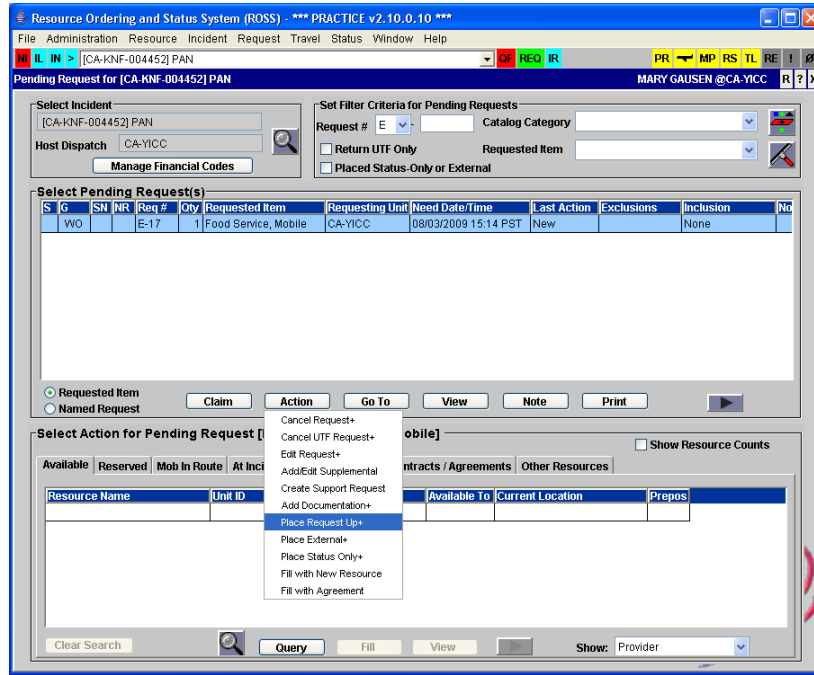 Resource Ordering and Status System (ROSS) - *** PRACTICE v2.10.0.10 ***
File Administration Resource Incident Request Travel Status Window Help
NI IL IN > [CA-KNF-004452] PAN QF REQ IR PR MP RS TL RE !
Pending Request for [CA-KNF-004452] PAN MARY GAUSEN @CA-YICC R ?
Select Incident
[CA-KNF-004452] PAN
Host Dispatch CA-YICC
Manage Financial Codes
Set Filter Criteria for Pending Requests
Request # E - Catalog Category
Return UTF Only Requested Item
Placed Status-Only or External
Select Pending Request(s)
S G SN NR Req # Qty Requested Item Requesting Unit Need Date/Time Last Action Exclusions Inclusion No
WO E-17 1 Food Service, Mobile CA-YICC 08/03/2009 15:14 PST New None
Requested Item
Named Request
Claim Action Go To View Note Print
Cancel Request+
Cancel UTF Request+
Edit Request+
Add/Edit Supplemental
Create Support Request
Add Documentation+
Place Request Up+
Place External+
Place Status Only+
Fill with New Resource
Fill with Agreement
Select Action for Pending Request [ obile]
Show Resource Counts
Available Reserved Mob In Route At Inci ntracts / Agreements Other Resources
Resource Name Unit ID Available To Current Location Prepos
Clear Search Query Fill View Show: Provider